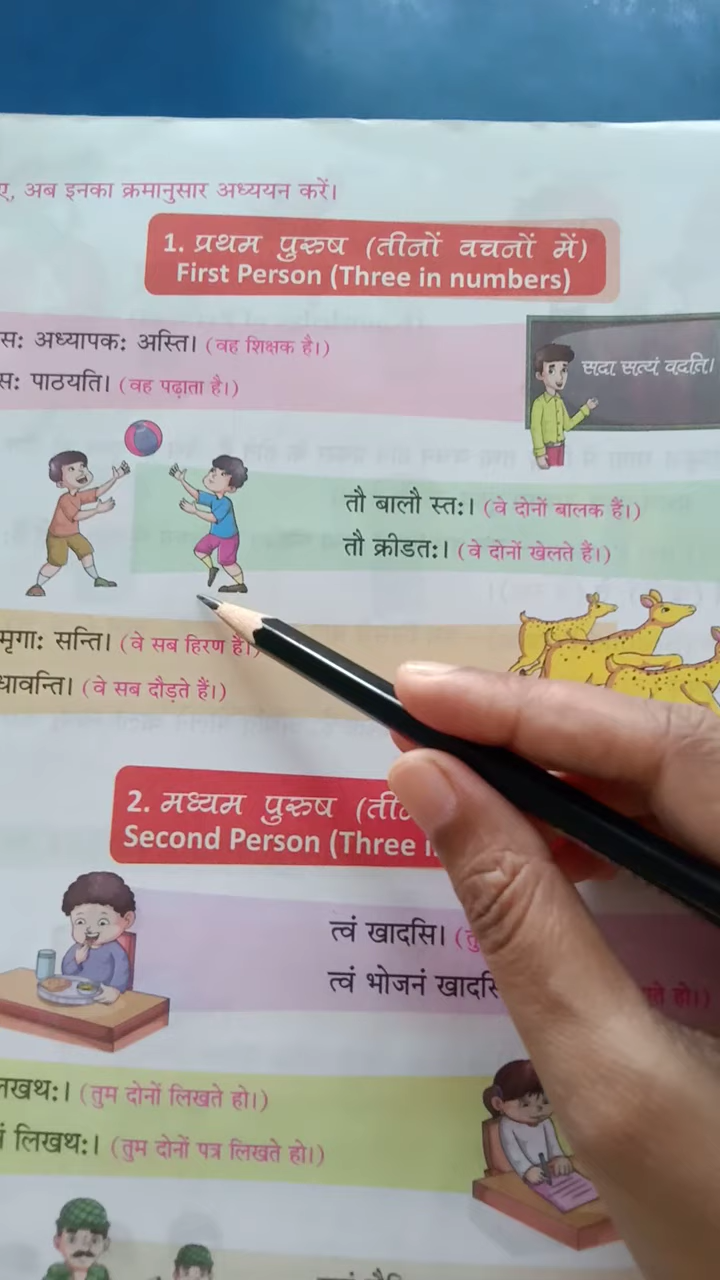 अब इनका क्रमानुसार अध्ययन करें।
1. प्रथम पुरुष (तीनों वचनों में)
First Person (Three in numbers)
सः अध्यापकः अस्ति। (वह शिक्षक है।)
सः पाठयति। (वह पढ़ाता है।)
सदा सत्यं वदति।
तौ बालौ स्तः। (वे दोनों बालक हैं।)
तौ क्रीडतः। (वे दोनों खेलते हैं।)
मृगाः सन्ति। (वे सब हिरण हैं।)
धावन्ति। (वे सब दौड़ते हैं।)
2. मध्यम पुरुष
Second Person (Three
त्वं खादसि।
त्वं भोजनं हो।)
(तुम दोनों लिखते हो।)
लिखथः। (तुम दोनों पत्र लिखते हो।)